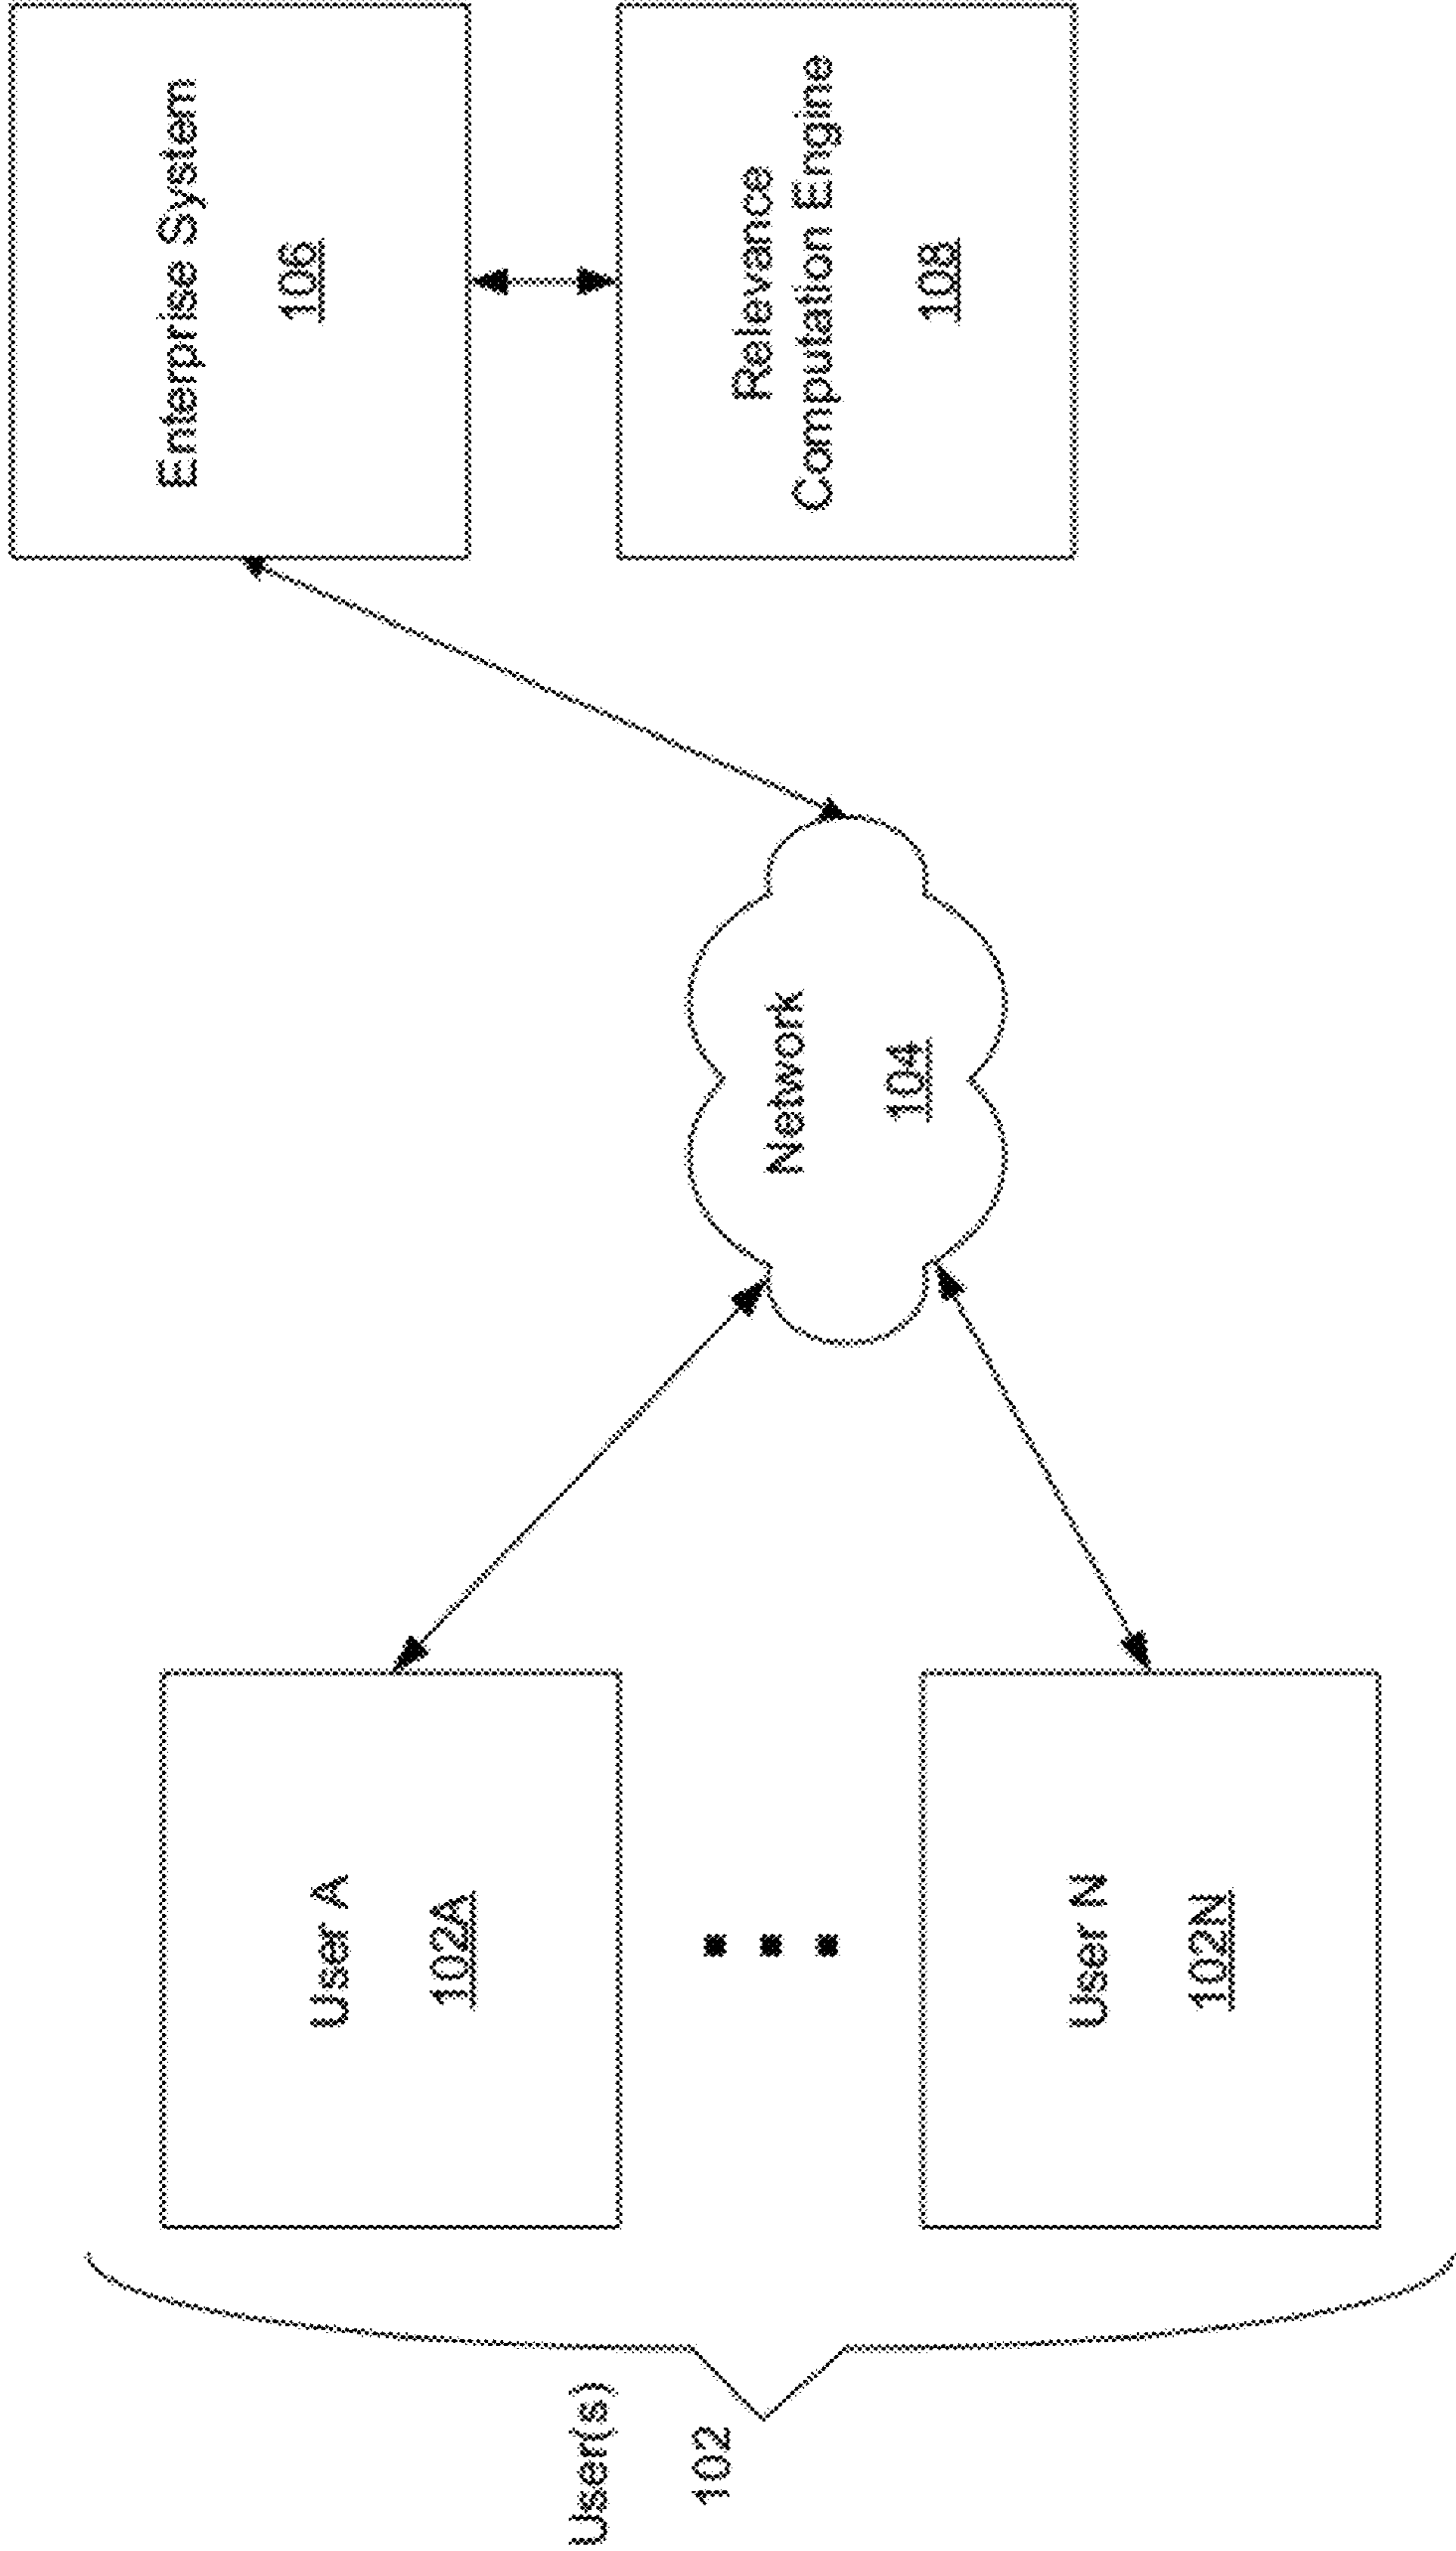 User(s)
102
User A
102A
User N
102N
Network
104
Enterprise System
106
Relevance
Computation Engine
108